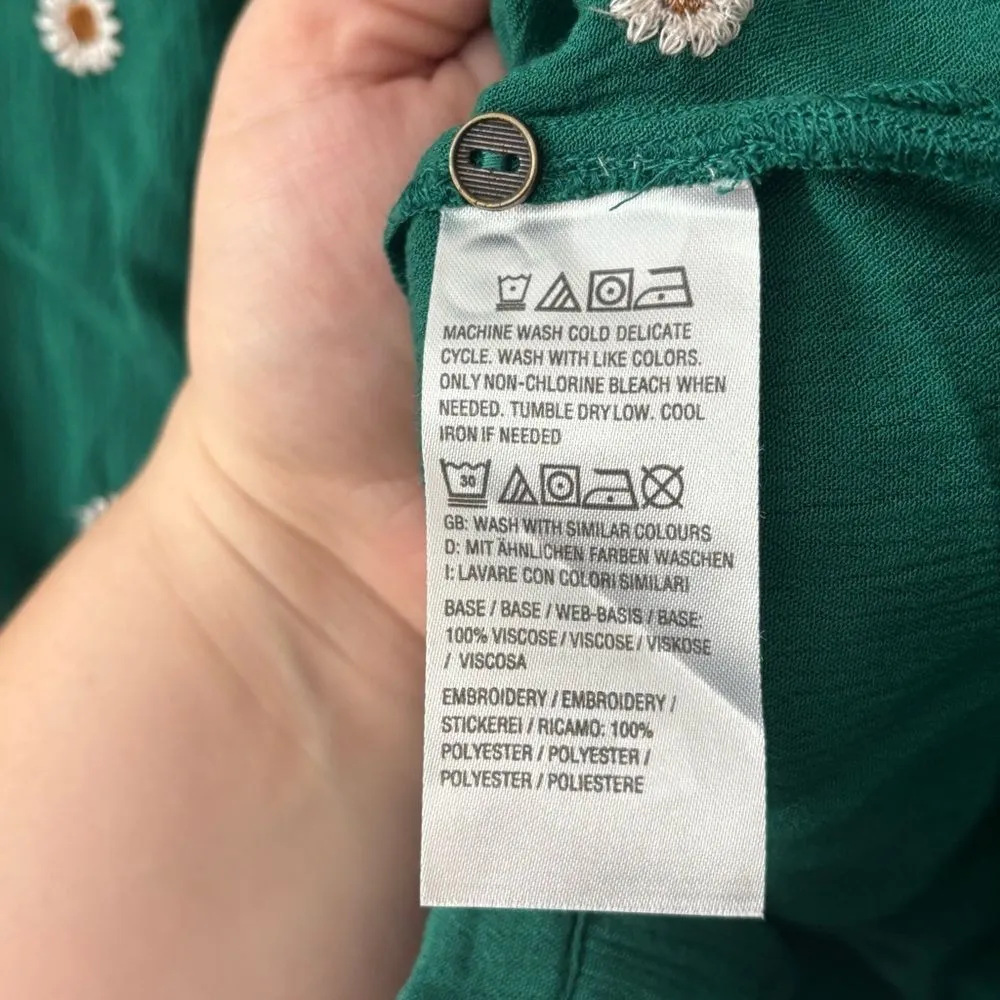 MACHINE WASH COLD DELICATE
CYCLE. WASH WITH LIKE COLORS.
ONLY NON-CHLORINE BLEACH WHEN
NEEDED. TUMBLE DRY LOW. COOL
IRON IF NEEDED
30
GB: WASH WITH SIMILAR COLOURS
D: MIT ÄHNLICHEN FARBEN WASCHEN
I: LAVARE CON COLORI SIMILARI
BASE / BASE / WEB-BASIS / BASE:
100% VISCOSE / VISCOSE / VISKOSE
/ VISCOSA
EMBROIDERY / EMBROIDERY /
STICKEREI / RICAMO: 100%
POLYESTER / POLYESTER /
POLYESTER / POLIESTERE